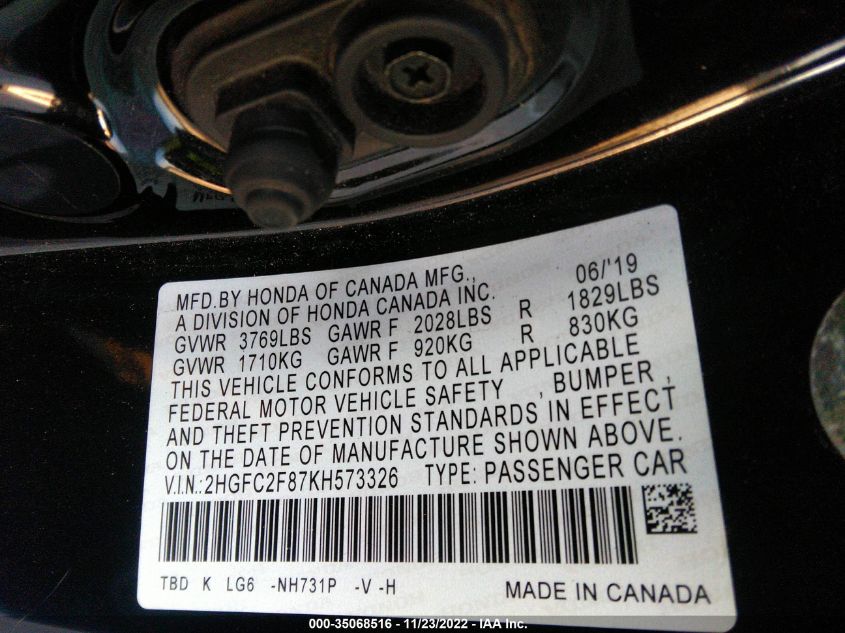 MFD.BY HONDA OF CANADA MFG., 06/'19
A DIVISION OF HONDA CANADA INC.
GVWR 3769LBS GAWR F 2028LBS R 1829LBS
GVWR 1710KG GAWR F 920KG R 830KG
THIS VEHICLE CONFORMS TO ALL APPLICABLE
FEDERAL MOTOR VEHICLE SAFETY , BUMPER ,
AND THEFT PREVENTION STANDARDS IN EFFECT
ON THE DATE OF MANUFACTURE SHOWN ABOVE.
V.I.N.:2HGFC2F87KH573326 TYPE: PASSENGER CAR
TBD K LG6 -NH731P -V -H MADE IN CANADA
000-35068516 - 11/23/2022 - IAA Inc.